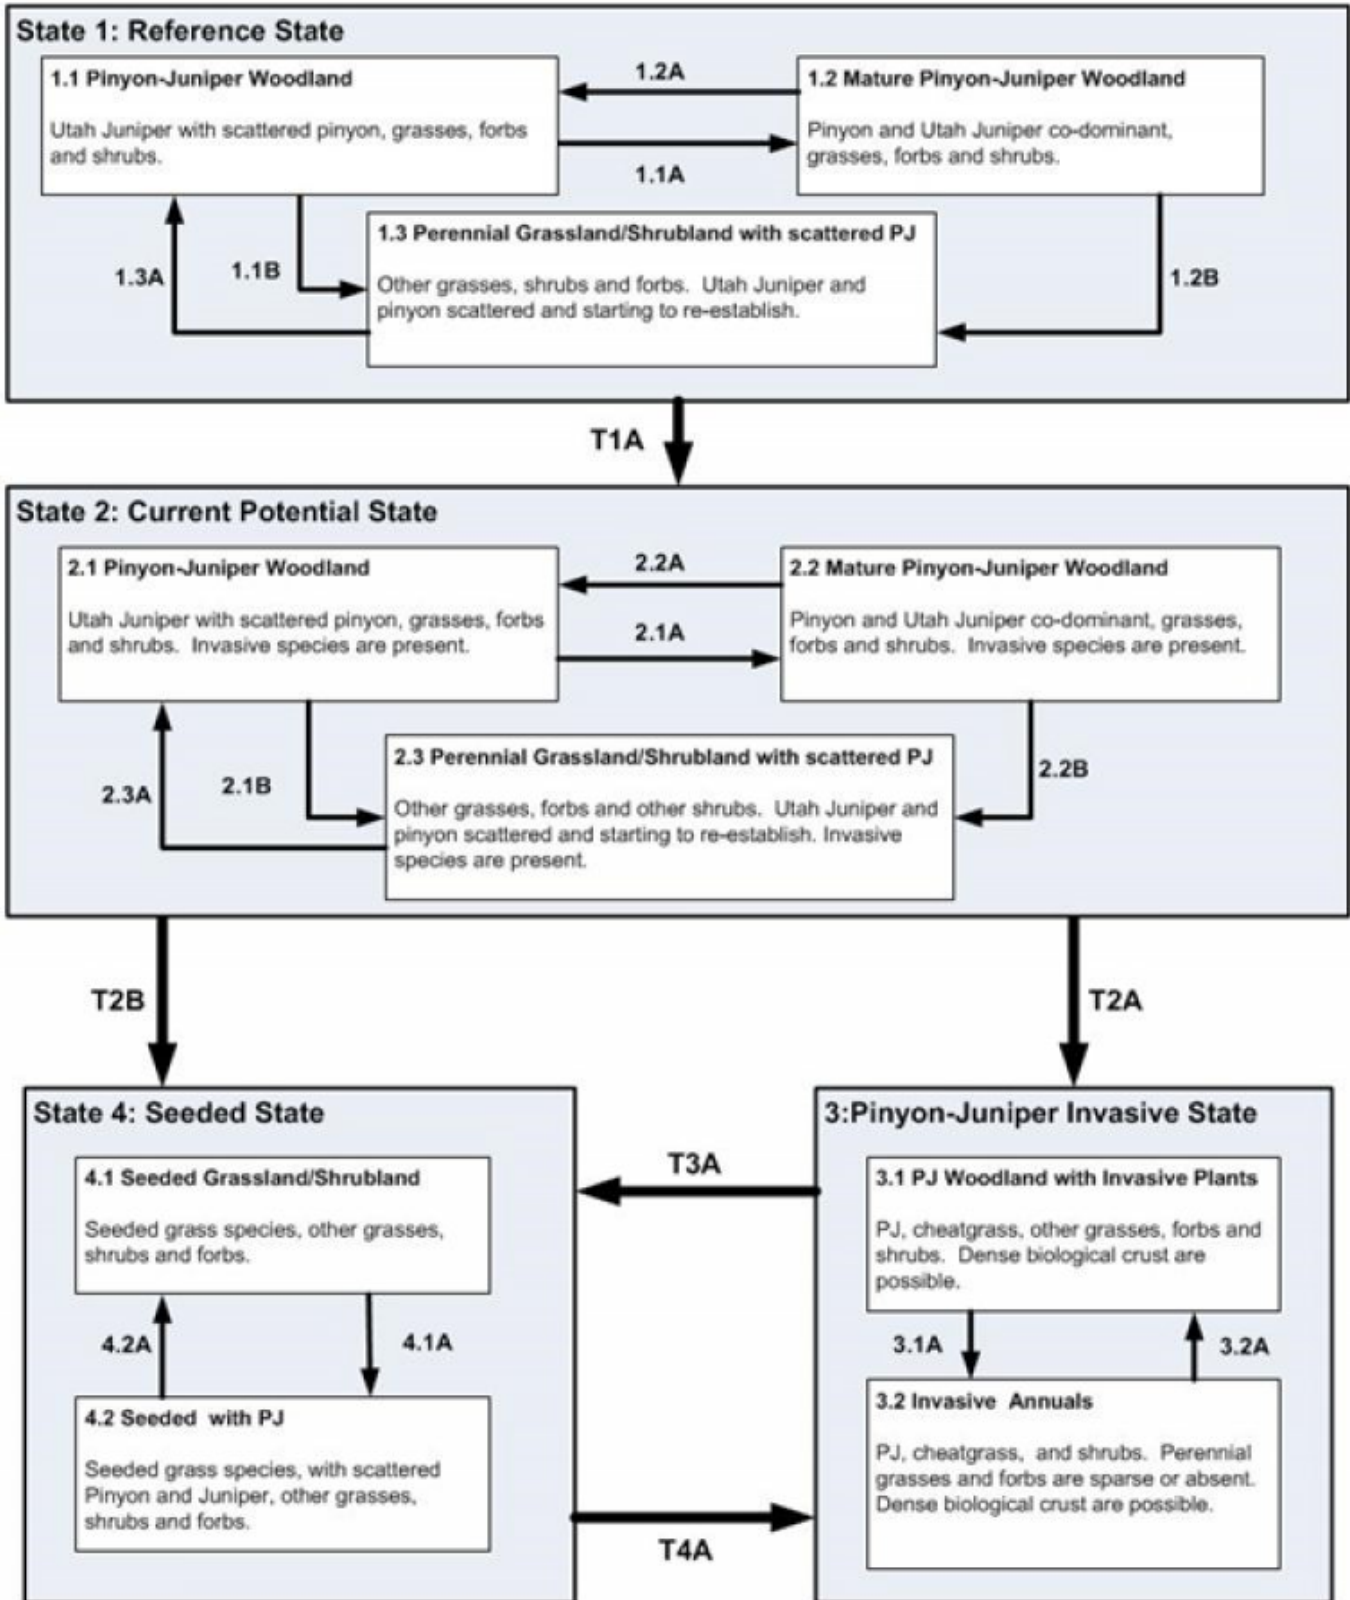 State 1: Reference State
1.1 Pinyon-Juniper Woodland
Utah Juniper with scattered pinyon, grasses, forbs
and shrubs.
1.2A
1.1A
1.2 Mature Pinyon-Juniper Woodland
Pinyon and Utah Juniper co-dominant,
grasses, forbs and shrubs.
1.3A
1.1B
1.3 Perennial Grassland/Shrubland with scattered PJ
Other grasses, shrubs and forbs. Utah Juniper and
pinyon scattered and starting to re-establish.
1.2B
T1A
State 2: Current Potential State
2.1 Pinyon-Juniper Woodland
Utah Juniper with scattered pinyon, grasses, forbs
and shrubs. Invasive species are present.
2.2A
2.1A
2.2 Mature Pinyon-Juniper Woodland
Pinyon and Utah Juniper co-dominant, grasses,
forbs and shrubs. Invasive species are present.
2.3A
2.1B
2.3 Perennial Grassland/Shrubland with scattered PJ
Other grasses, forbs and other shrubs. Utah Juniper and
pinyon scattered and starting to re-establish. Invasive
species are present.
2.2B
T2B
T2A
State 4: Seeded State
4.1 Seeded Grassland/Shrubland
Seeded grass species, other grasses,
shrubs and forbs.
4.2A
4.1A
4.2 Seeded with PJ
Seeded grass species, with scattered
Pinyon and Juniper, other grasses,
shrubs and forbs.
T3A
T4A
3:Pinyon-Juniper Invasive State
3.1 PJ Woodland with Invasive Plants
PJ, cheatgrass, other grasses, forbs and
shrubs. Dense biological crust are
possible.
3.1A
3.2A
3.2 Invasive Annuals
PJ, cheatgrass, and shrubs. Perennial
grasses and forbs are sparse or absent.
Dense biological crust are possible.